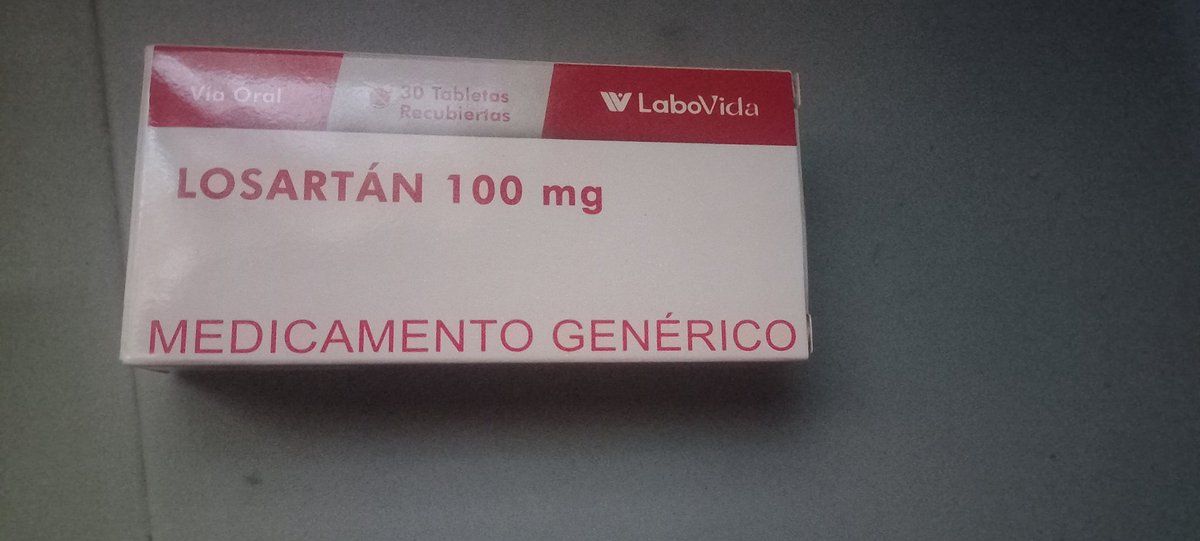 Vía Oral
30 Tabletas
Recubiertas
LaboVida
LOSARTÁN 100 mg
MEDICAMENTO GENÉRICO